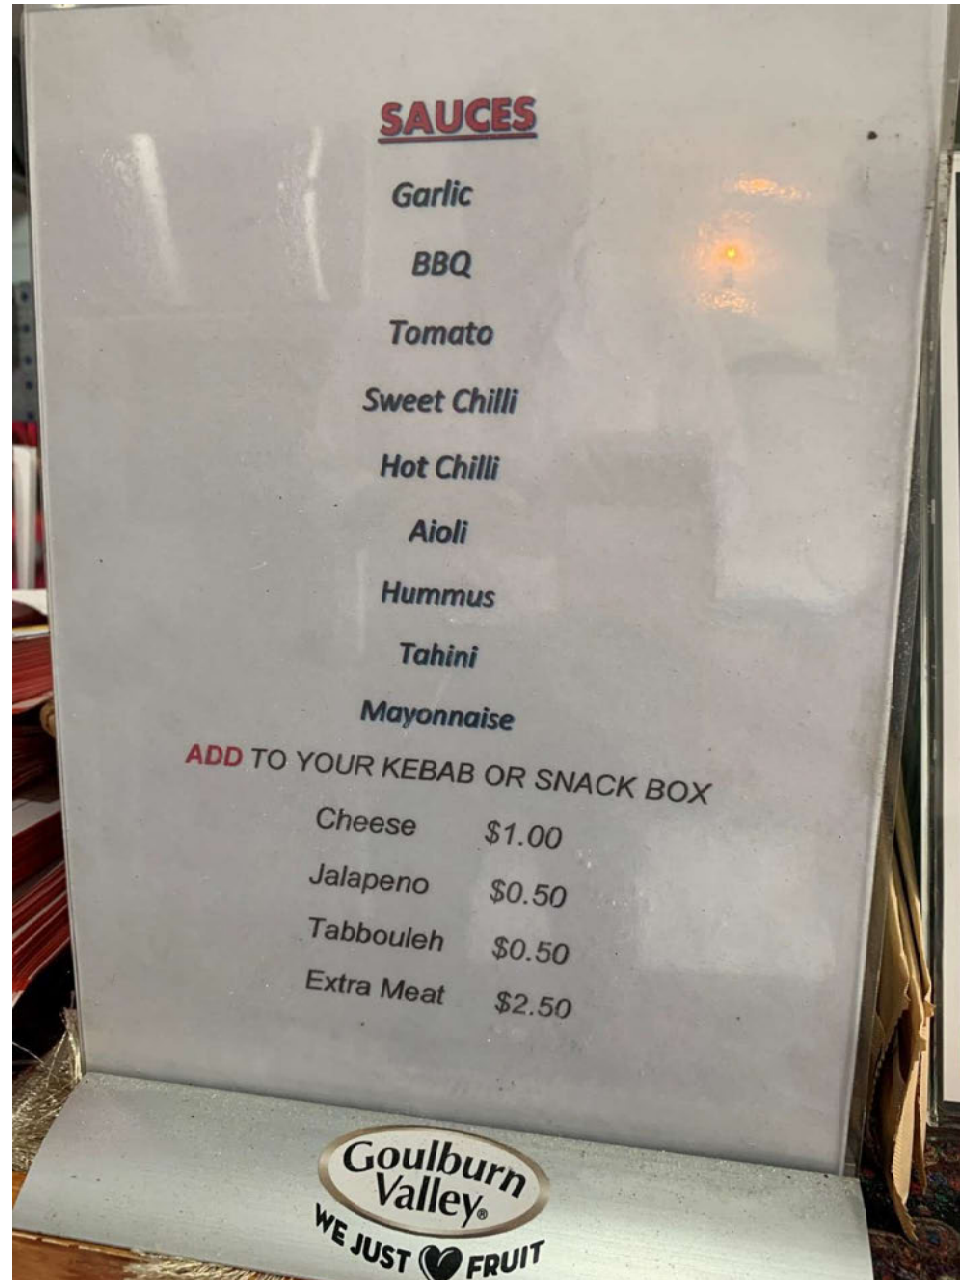 SAUCES
Garlic
BBQ
Tomato
Sweet Chilli
Hot Chilli
Aioli
Hummus
Tahini
Mayonnaise
ADD TO YOUR KEBAB OR SNACK BOX
Cheese $1.00
Jalapeno $0.50
Tabbouleh $0.50
Extra Meat $2.50
Goulburn
Valley®
WE JUST ♥ FRUIT